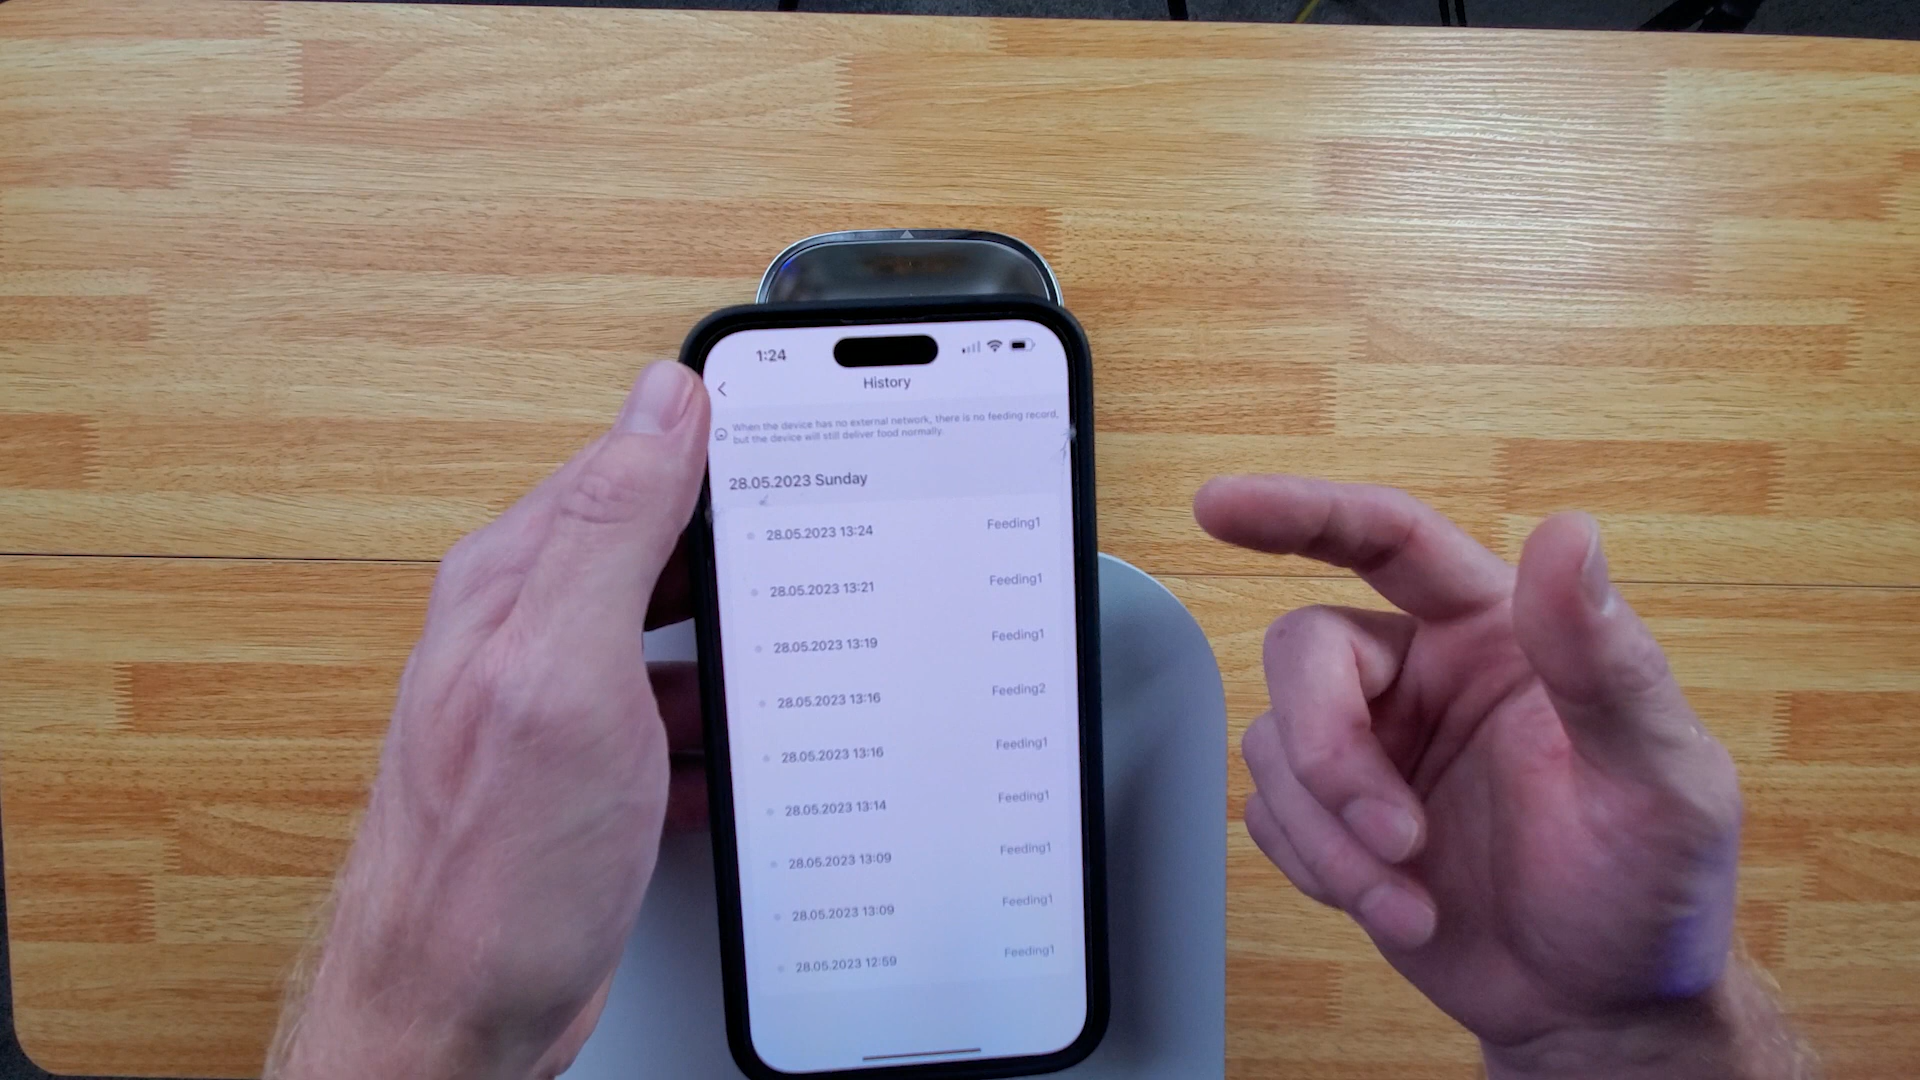 1:24
History
When the device has no external network, there is no feeding record,
but the device will still deliver food normally.
28.05.2023 Sunday
28.05.2023 13:24 Feeding1
28.05.2023 13:21 Feeding1
28.05.2023 13:19 Feeding1
28.05.2023 13:16 Feeding2
28.05.2023 13:16 Feeding1
28.05.2023 13:14 Feeding1
28.05.2023 13:09 Feeding1
28.05.2023 13:09 Feeding1
28.05.2023 12:59 Feeding1